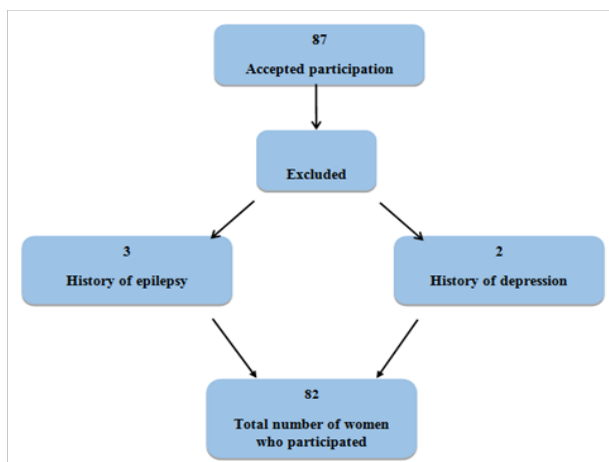 87
Accepted participation
Excluded
3
History of epilepsy
2
History of depression
82
Total number of women
who participated